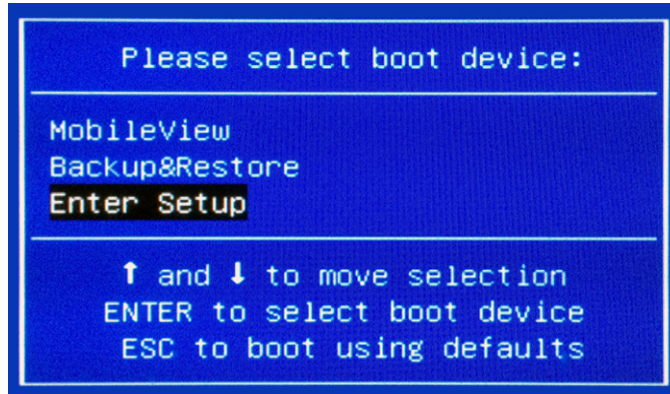 Please select boot device:
MobileView
Backup&Restore
Enter Setup
↑ and ↓ to move selection
ENTER to select boot device
ESC to boot using defaults